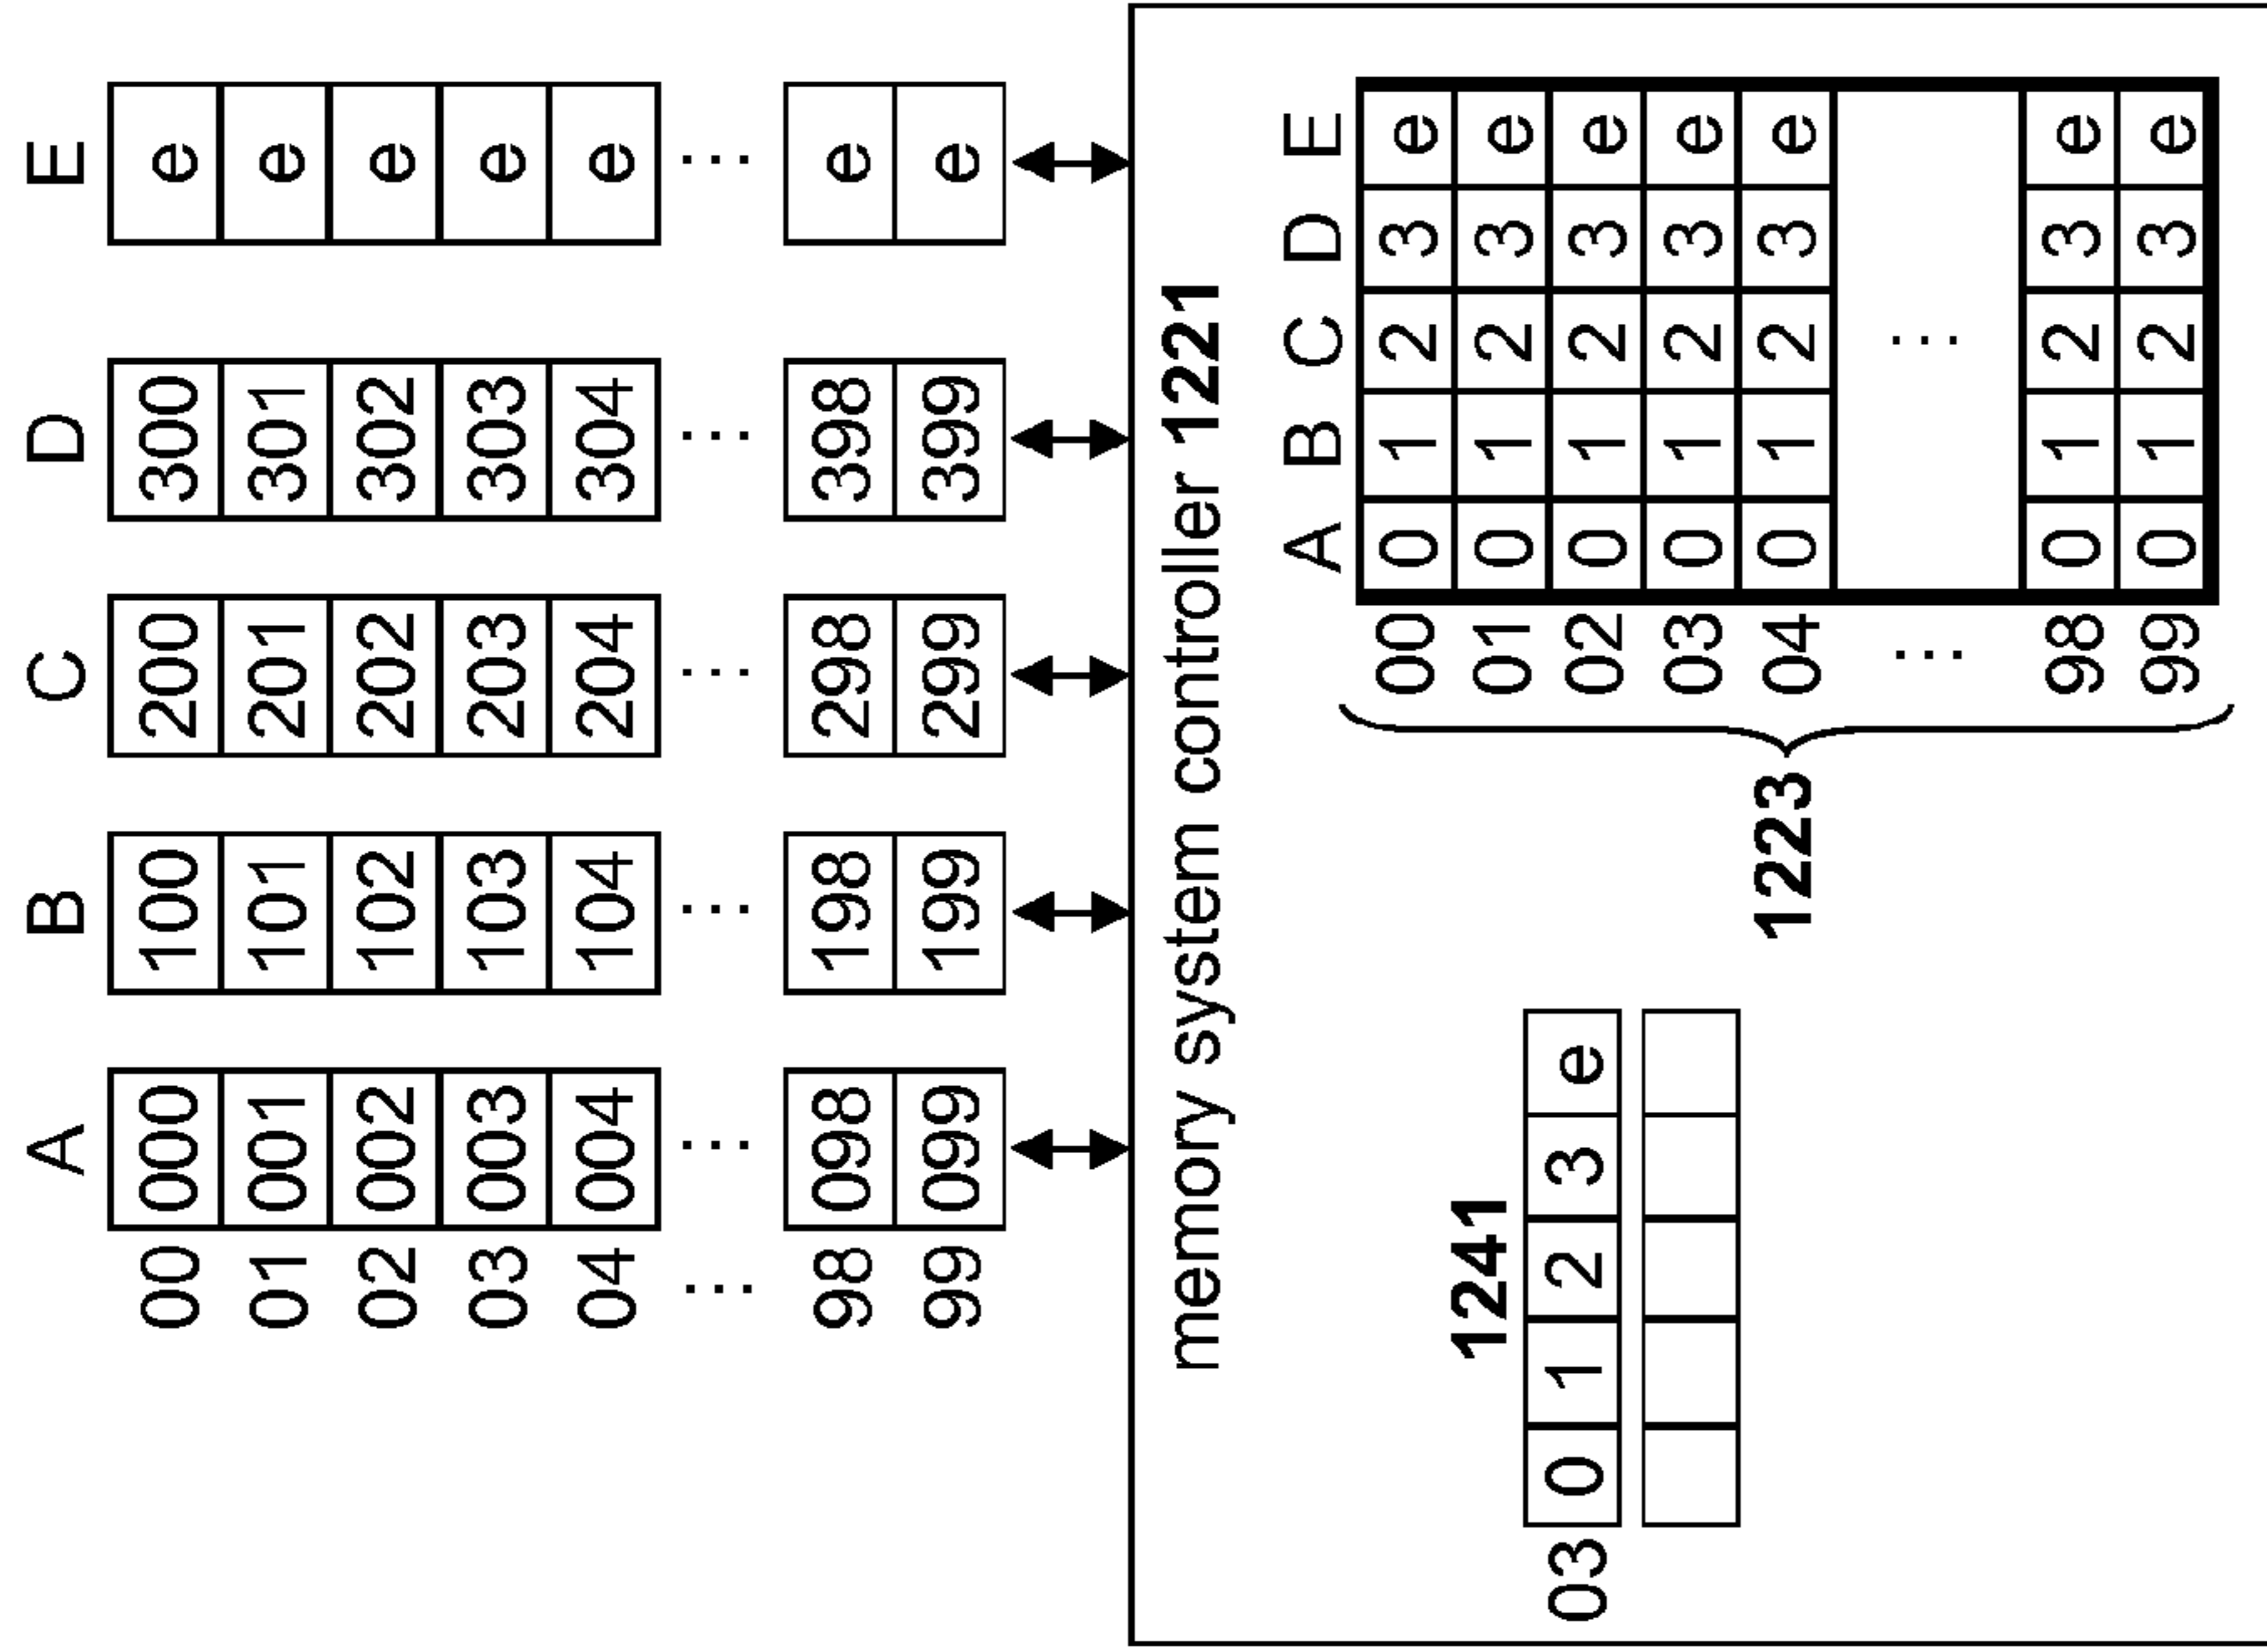 A B C D E
00 000 100 200 300 e
01 001 101 201 301 e
02 002 102 202 302 e
03 003 103 203 303 e
04 004 104 204 304 e
... ... ... ... ... ...
98 098 198 298 398 e
99 099 199 299 399 e
memory system controller 1221
1241
03 0 1 2 3 e
1223
A B C D E
00 0 1 2 3 e
01 0 1 2 3 e
02 0 1 2 3 e
03 0 1 2 3 e
04 0 1 2 3 e
... ...
98 0 1 2 3 e
99 0 1 2 3 e